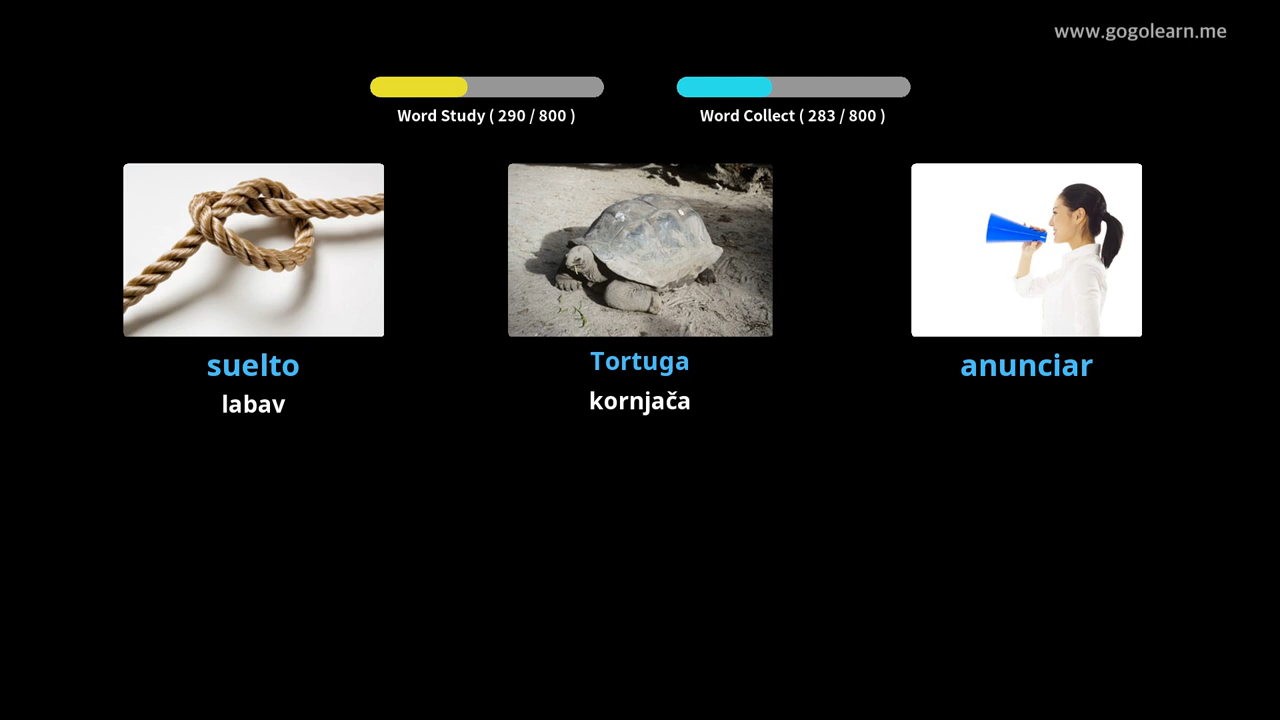 www.gogolearn.me
Word Study ( 290 / 800 )
Word Collect ( 283 / 800 )
suelto
labav
Tortuga
kornjača
anunciar